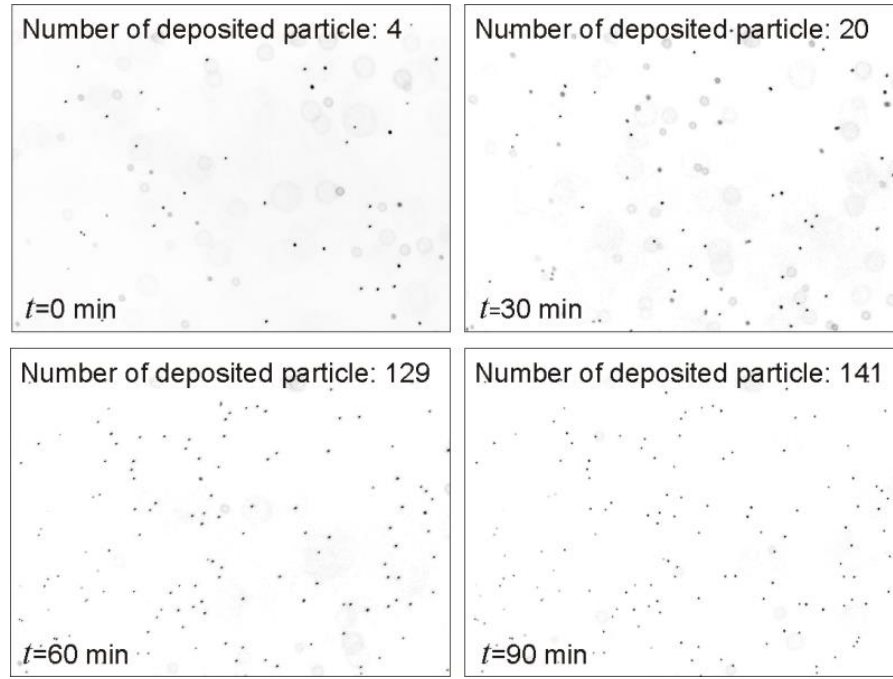 Number of deposited particle: 4
t=0 min
Number of deposited particle: 20
t=30 min
Number of deposited particle: 129
t=60 min
Number of deposited particle: 141
t=90 min